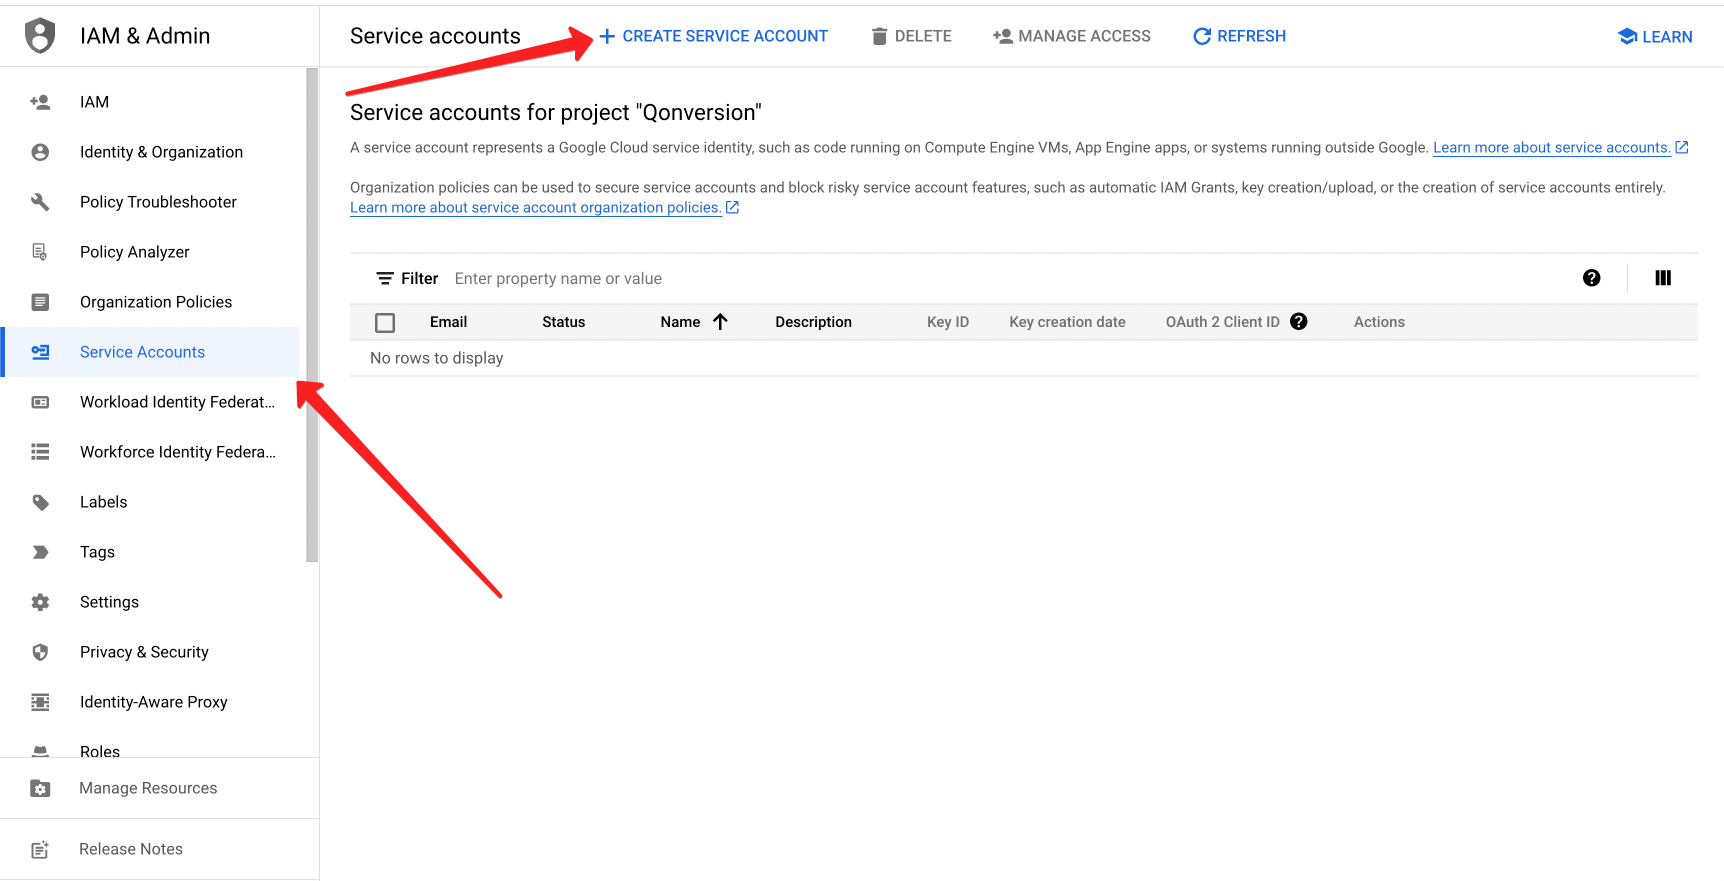 IAM & Admin
IAM
Identity & Organization
Policy Troubleshooter
Policy Analyzer
Organization Policies
Service Accounts
Workload Identity Federat...
Workforce Identity Federa...
Labels
Tags
Settings
Privacy & Security
Identity-Aware Proxy
Roles
Manage Resources
Release Notes
Service accounts
CREATE SERVICE ACCOUNT
DELETE
MANAGE ACCESS
REFRESH
LEARN
Service accounts for project "Qonversion"
A service account represents a Google Cloud service identity, such as code running on Compute Engine VMs, App Engine apps, or systems running outside Google. Learn more about service accounts.
Organization policies can be used to secure service accounts and block risky service account features, such as automatic IAM Grants, key creation/upload, or the creation of service accounts entirely.
Learn more about service account organization policies.
Filter Enter property name or value
Email Status Name Description Key ID Key creation date OAuth 2 Client ID Actions
No rows to display